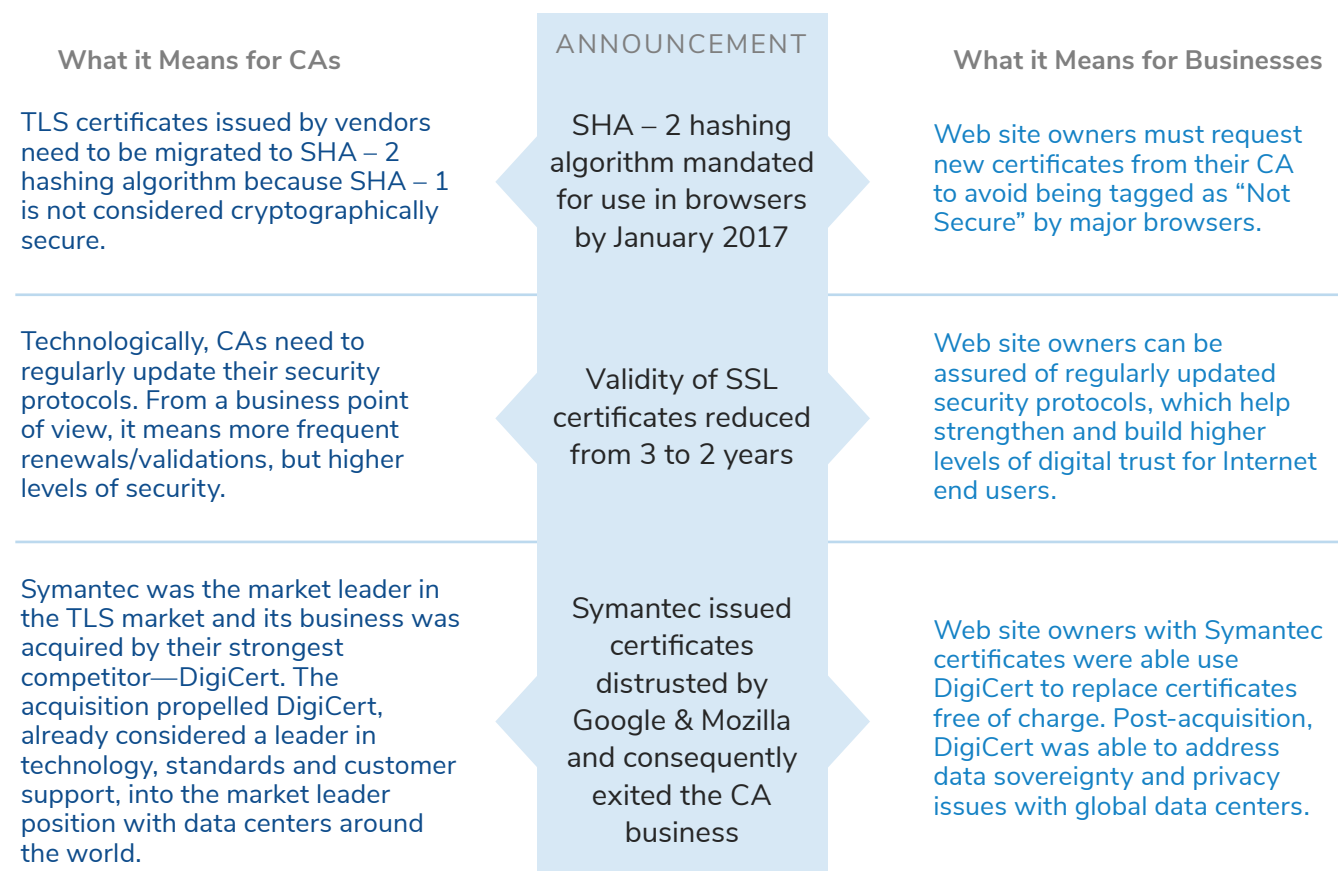 What it Means for CAs
ANNOUNCEMENT
What it Means for Businesses
TLS certificates issued by vendors
need to be migrated to SHA – 2
hashing algorithm because SHA – 1
is not considered cryptographically
secure.
SHA – 2 hashing
algorithm mandated
for use in browsers
by January 2017
Web site owners must request
new certificates from their CA
to avoid being tagged as “Not
Secure” by major browsers.
Technologically, CAs need to
regularly update their security
protocols. From a business point
of view, it means more frequent
renewals/validations, but higher
levels of security.
Validity of SSL
certificates reduced
from 3 to 2 years
Web site owners can be
assured of regularly updated
security protocols, which help
strengthen and build higher
levels of digital trust for Internet
end users.
Symantec was the market leader in
the TLS market and its business was
acquired by their strongest
competitor—DigiCert. The
acquisition propelled DigiCert,
already considered a leader in
technology, standards and customer
support, into the market leader
position with data centers around
the world.
Symantec issued
certificates
distrusted by
Google & Mozilla
and consequently
exited the CA
business
Web site owners with Symantec
certificates were able use
DigiCert to replace certificates
free of charge. Post-acquisition,
DigiCert was able to address
data sovereignty and privacy
issues with global data centers.